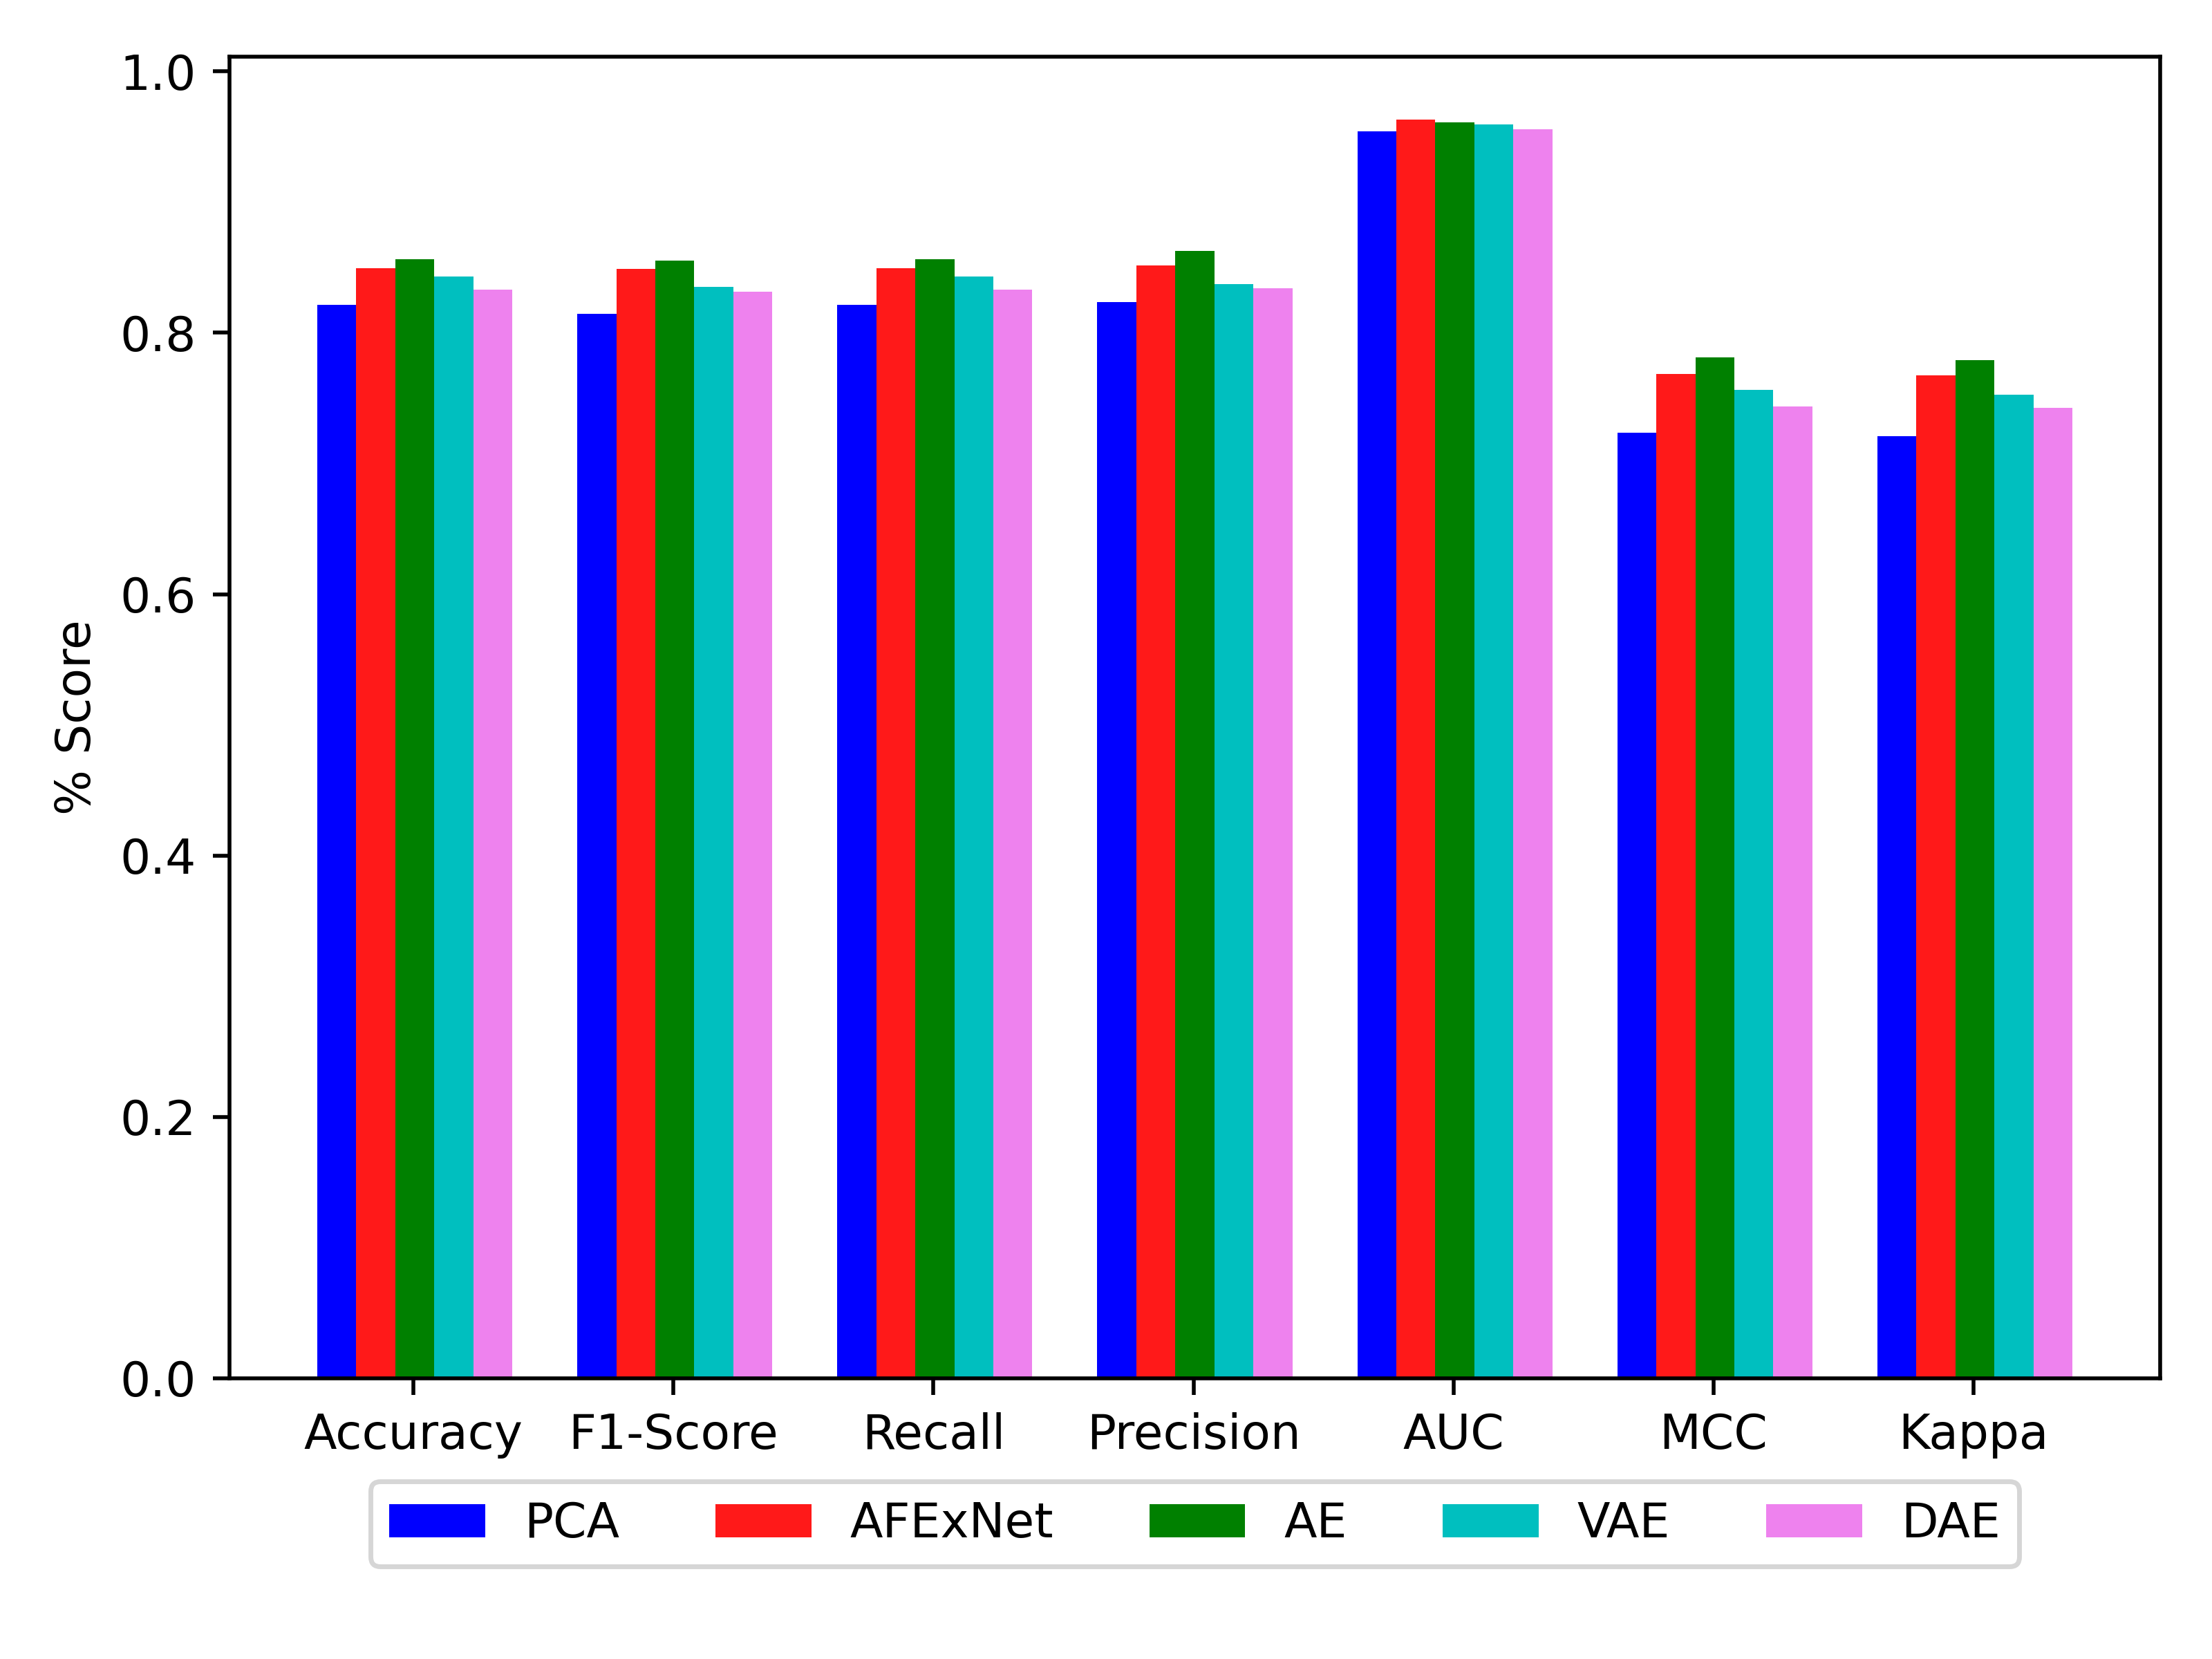 1.0
0.8
0.6
0.4
0.2
0.0
% Score
Accuracy F1-Score Recall Precision AUC MCC Kappa
PCA AFExNet AE VAE DAE